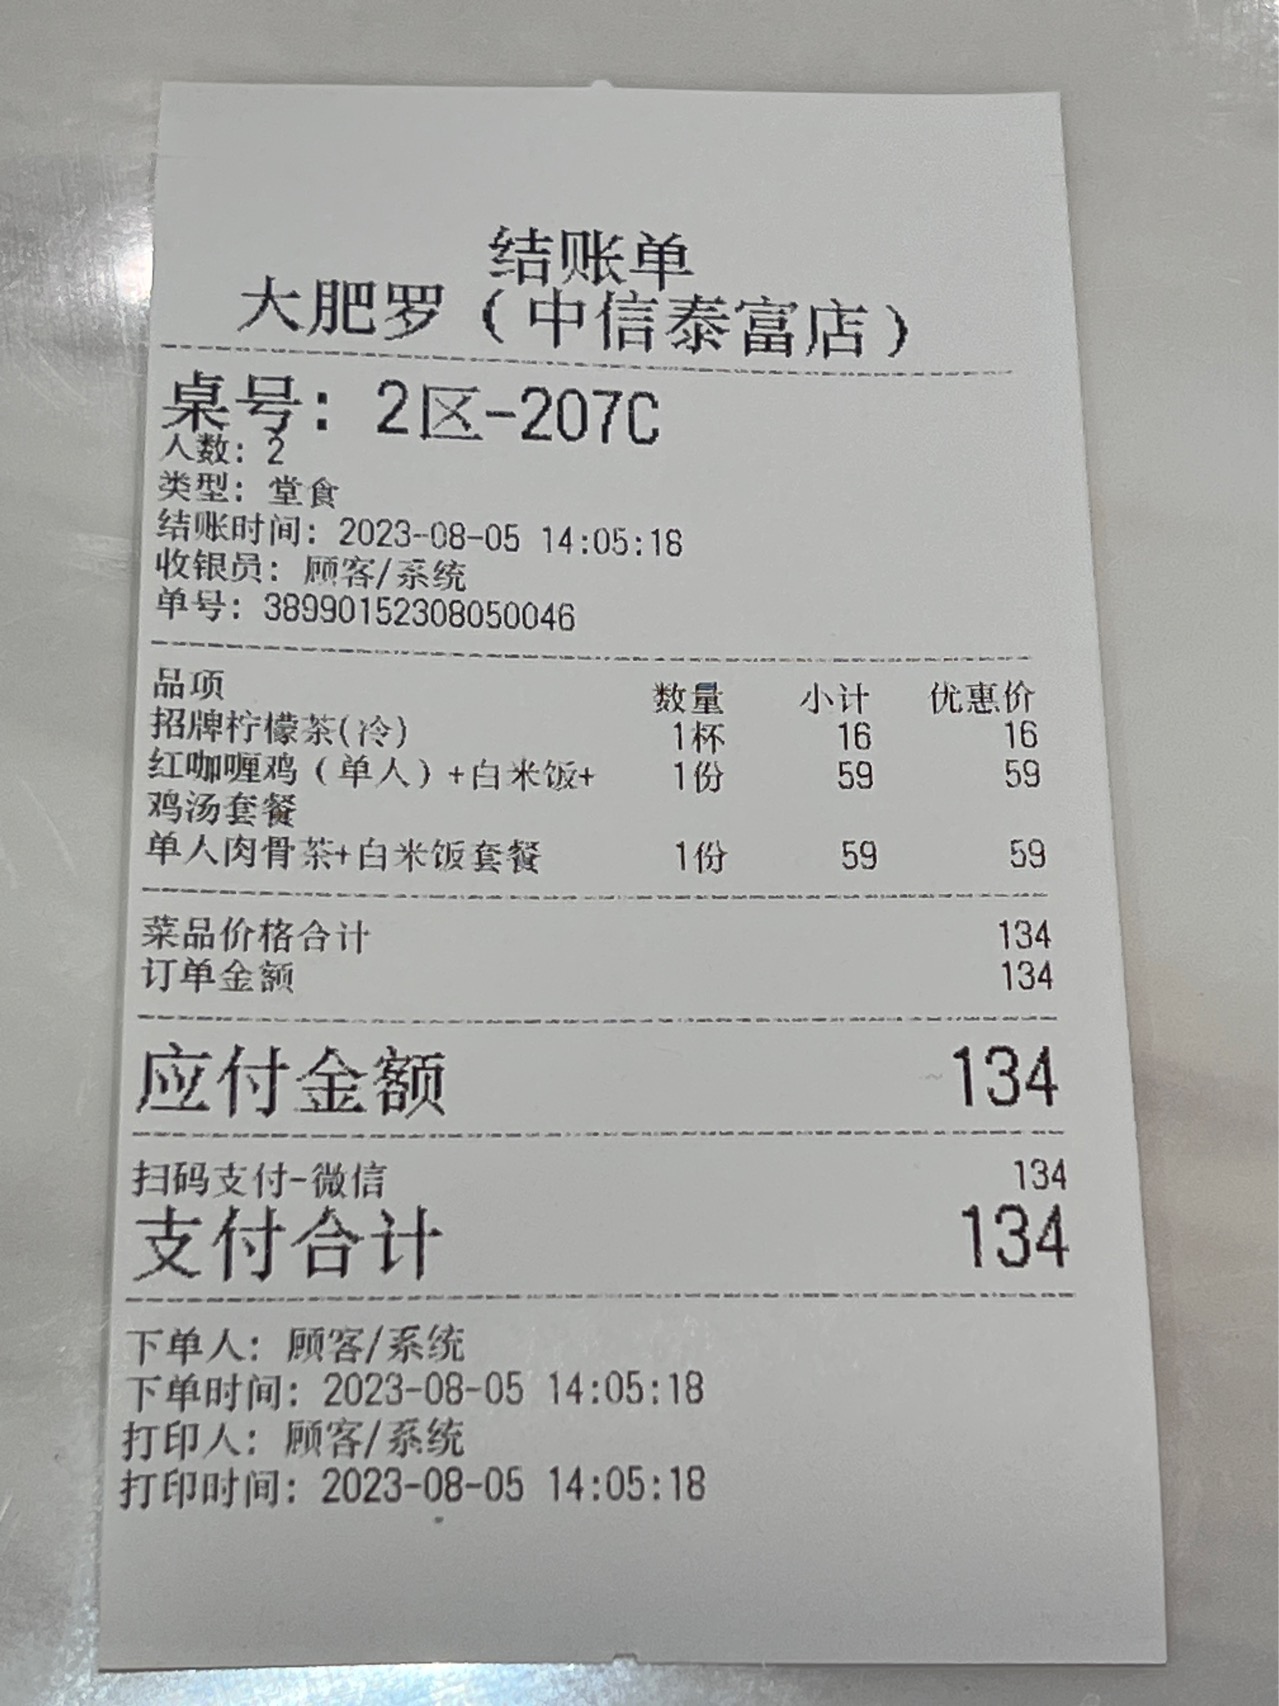 结账单
大肥罗（中信泰富店）
桌号：2区-207C
人数：2
类型：堂食
结账时间：2023-08-05 14:05:18
收银员：顾客/系统
单号：38990152308050046
品项 数量 小计 优惠价
招牌柠檬茶(冷) 1杯 16 16
红咖喱鸡（单人）+白米饭+ 1份 59 59
鸡汤套餐
单人肉骨茶+白米饭套餐 1份 59 59
菜品价格合计 134
订单金额 134
应付金额 134
扫码支付-微信 134
支付合计 134
下单人：顾客/系统
下单时间：2023-08-05 14:05:18
打印人：顾客/系统
打印时间：2023-08-05 14:05:18